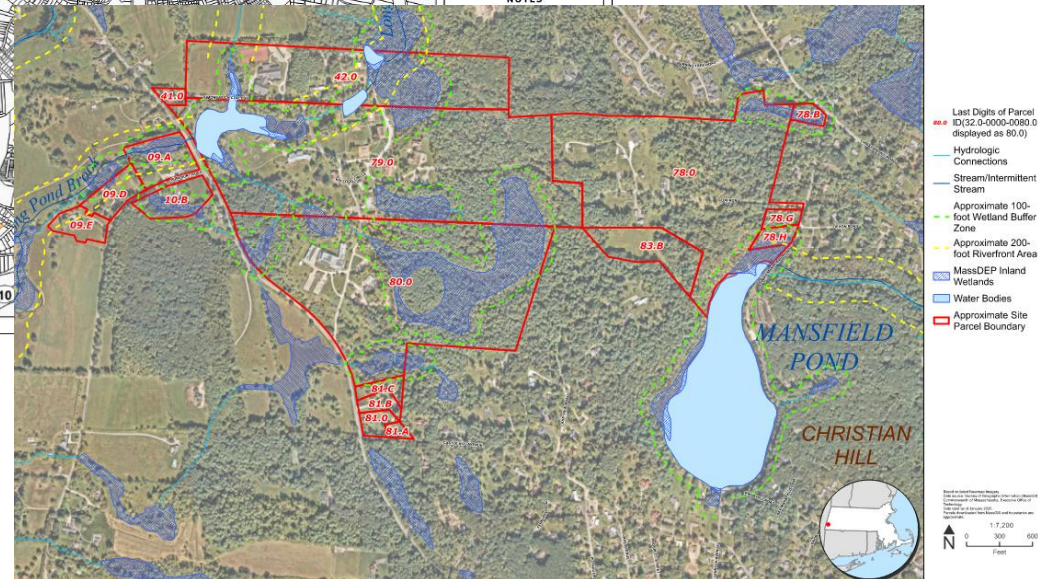 NOTES
42.0
41.0
78.B
09.A
79.0
78.0
09.D
10.B
09.E
78.G
78.H
83.B
80.0
81.C
81.B
81.0
81.A
ng Pond Brook
10
MANSFIELD
POND
CHRISTIAN
HILL
80.0
Last Digits of Parcel
ID(32.0-0000-0080.0
displayed as 80.0)
Hydrologic
Connections
Stream/Intermittent
Stream
Approximate 100-
foot Wetland Buffer
Zone
Approximate 200-
foot Riverfront Area
MassDEP Inland
Wetlands
Water Bodies
Approximate Site
Parcel Boundary
1:7,200
N
0 300 600
Feet